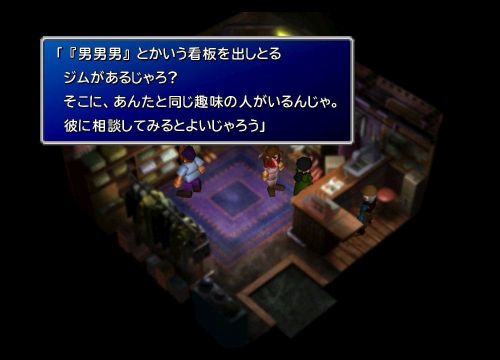 「『男男男』とかいう看板を出しとる
ジムがあるじゃろ?
そこに、あんたと同じ趣味の人がいるんじゃ。
彼に相談してみるとよいじゃろう」